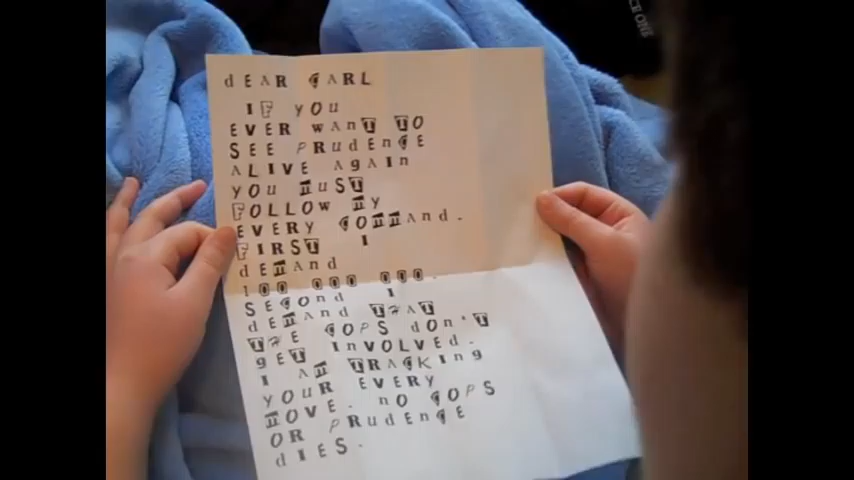 dEAR CARL
IF yOU
EVER wAnT TO
SEE PRUdEnCE
ALIVE AgAIn
yOU MUST
FOLLOw My
EVERy COMMAnd.
FIRST I
dEMAnd
100 000 000.
SECOnd I
dEMAnd THAT
THE COPS dOn'T
gET InVOLVEd.
I AM TRACKIng
yOUR EVERy
MOVE. nO COPS
OR PRUdEnCE
dIES.